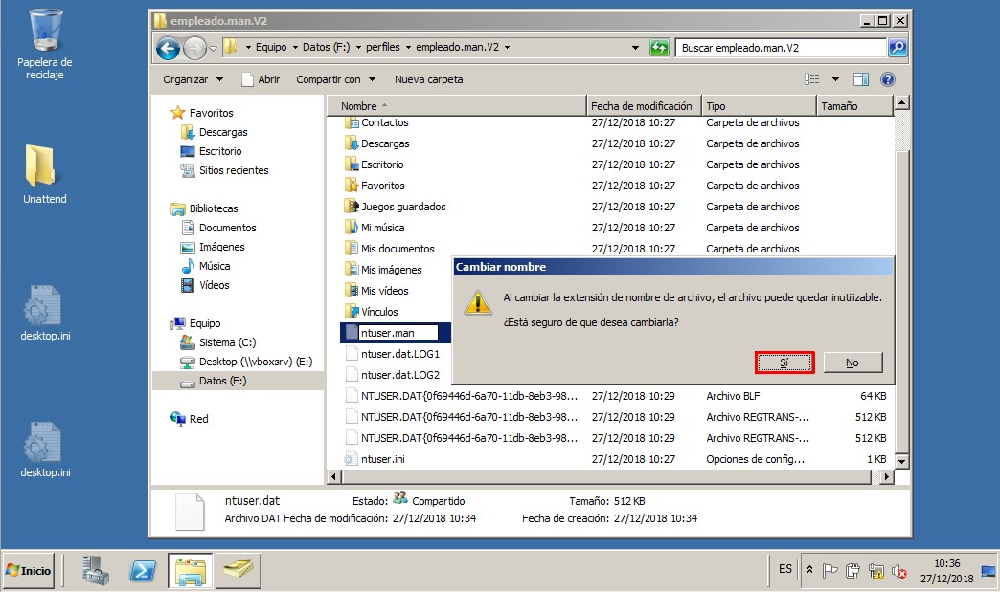 Papelera de
reciclaje
Unattend
desktop.ini
desktop.ini
empleado.man.V2
Equipo Datos (F:) perfiles empleado.man.V2
Buscar empleado.man.V2
Organizar Abrir Compartir con Nueva carpeta
Favoritos
Descargas
Escritorio
Sitios recientes
Bibliotecas
Documentos
Imágenes
Música
Vídeos
Equipo
Sistema (C:)
Desktop (\\vboxsrv) (E:)
Datos (F:)
Red
Nombre Fecha de modificación Tipo Tamaño
Contactos 27/12/2018 10:27 Carpeta de archivos
Descargas 27/12/2018 10:27 Carpeta de archivos
Escritorio 27/12/2018 10:27 Carpeta de archivos
Favoritos 27/12/2018 10:27 Carpeta de archivos
Juegos guardados 27/12/2018 10:27 Carpeta de archivos
Mi música 27/12/2018 10:27 Carpeta de archivos
Mis documentos 27/12/2018 10:27 Carpeta de archivos
Mis imágenes
Mis vídeos
Vínculos
ntuser.man
ntuser.dat.LOG1
ntuser.dat.LOG2
NTUSER.DAT{0f69446d-6a70-11db-8eb3-98... 27/12/2018 10:29 Archivo BLF 64 KB
NTUSER.DAT{0f69446d-6a70-11db-8eb3-98... 27/12/2018 10:29 Archivo REGTRANS-... 512 KB
NTUSER.DAT{0f69446d-6a70-11db-8eb3-98... 27/12/2018 10:29 Archivo REGTRANS-... 512 KB
ntuser.ini 27/12/2018 10:27 Opciones de config... 1 KB
Cambiar nombre
Al cambiar la extensión de nombre de archivo, el archivo puede quedar inutilizable.
¿Está seguro de que desea cambiarla?
Sí No
ntuser.dat Estado: Compartido Tamaño: 512 KB
Archivo DAT Fecha de modificación: 27/12/2018 10:34 Fecha de creación: 27/12/2018 10:34
Inicio
ES
10:36
27/12/2018